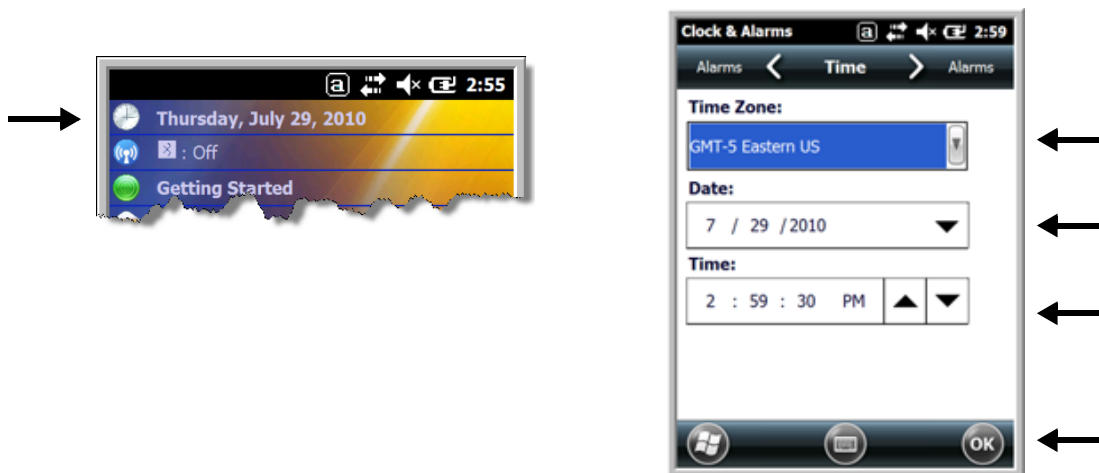 a 2:55
Thursday, July 29, 2010
: Off
Getting Started
Clock & Alarms a 2:59
Alarms Time Alarms
Time Zone:
GMT-5 Eastern US
Date:
7 / 29 / 2010
Time:
2 : 59 : 30 PM
OK